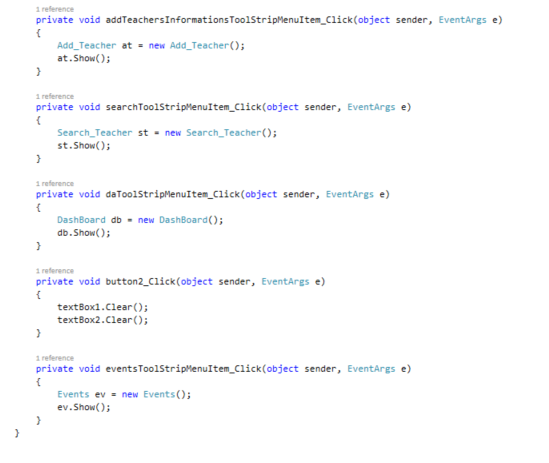 1 reference
private void addTeachersInformationsToolStripMenuItem_Click(object sender, EventArgs e)
{
    Add_Teacher at = new Add_Teacher();
    at.Show();
}
1 reference
private void searchToolStripMenuItem_Click(object sender, EventArgs e)
{
    Search_Teacher st = new Search_Teacher();
    st.Show();
}
1 reference
private void daToolStripMenuItem_Click(object sender, EventArgs e)
{
    DashBoard db = new DashBoard();
    db.Show();
}
1 reference
private void button2_Click(object sender, EventArgs e)
{
    textBox1.Clear();
    textBox2.Clear();
}
1 reference
private void eventsToolStripMenuItem_Click(object sender, EventArgs e)
{
    Events ev = new Events();
    ev.Show();
}
}